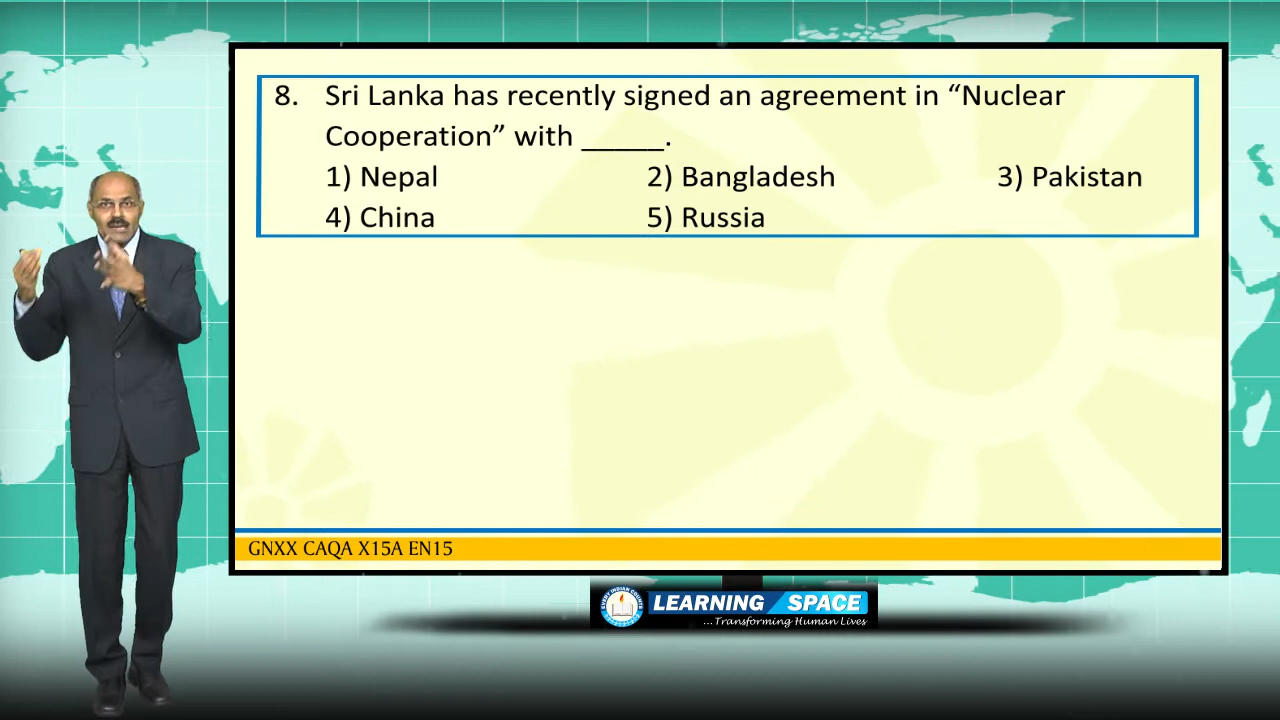 8. Sri Lanka has recently signed an agreement in “Nuclear
Cooperation” with _____.
1) Nepal 2) Bangladesh 3) Pakistan
4) China 5) Russia
GNXX CAQA X15A EN15
LEARNING SPACE
...Transforming Human Lives